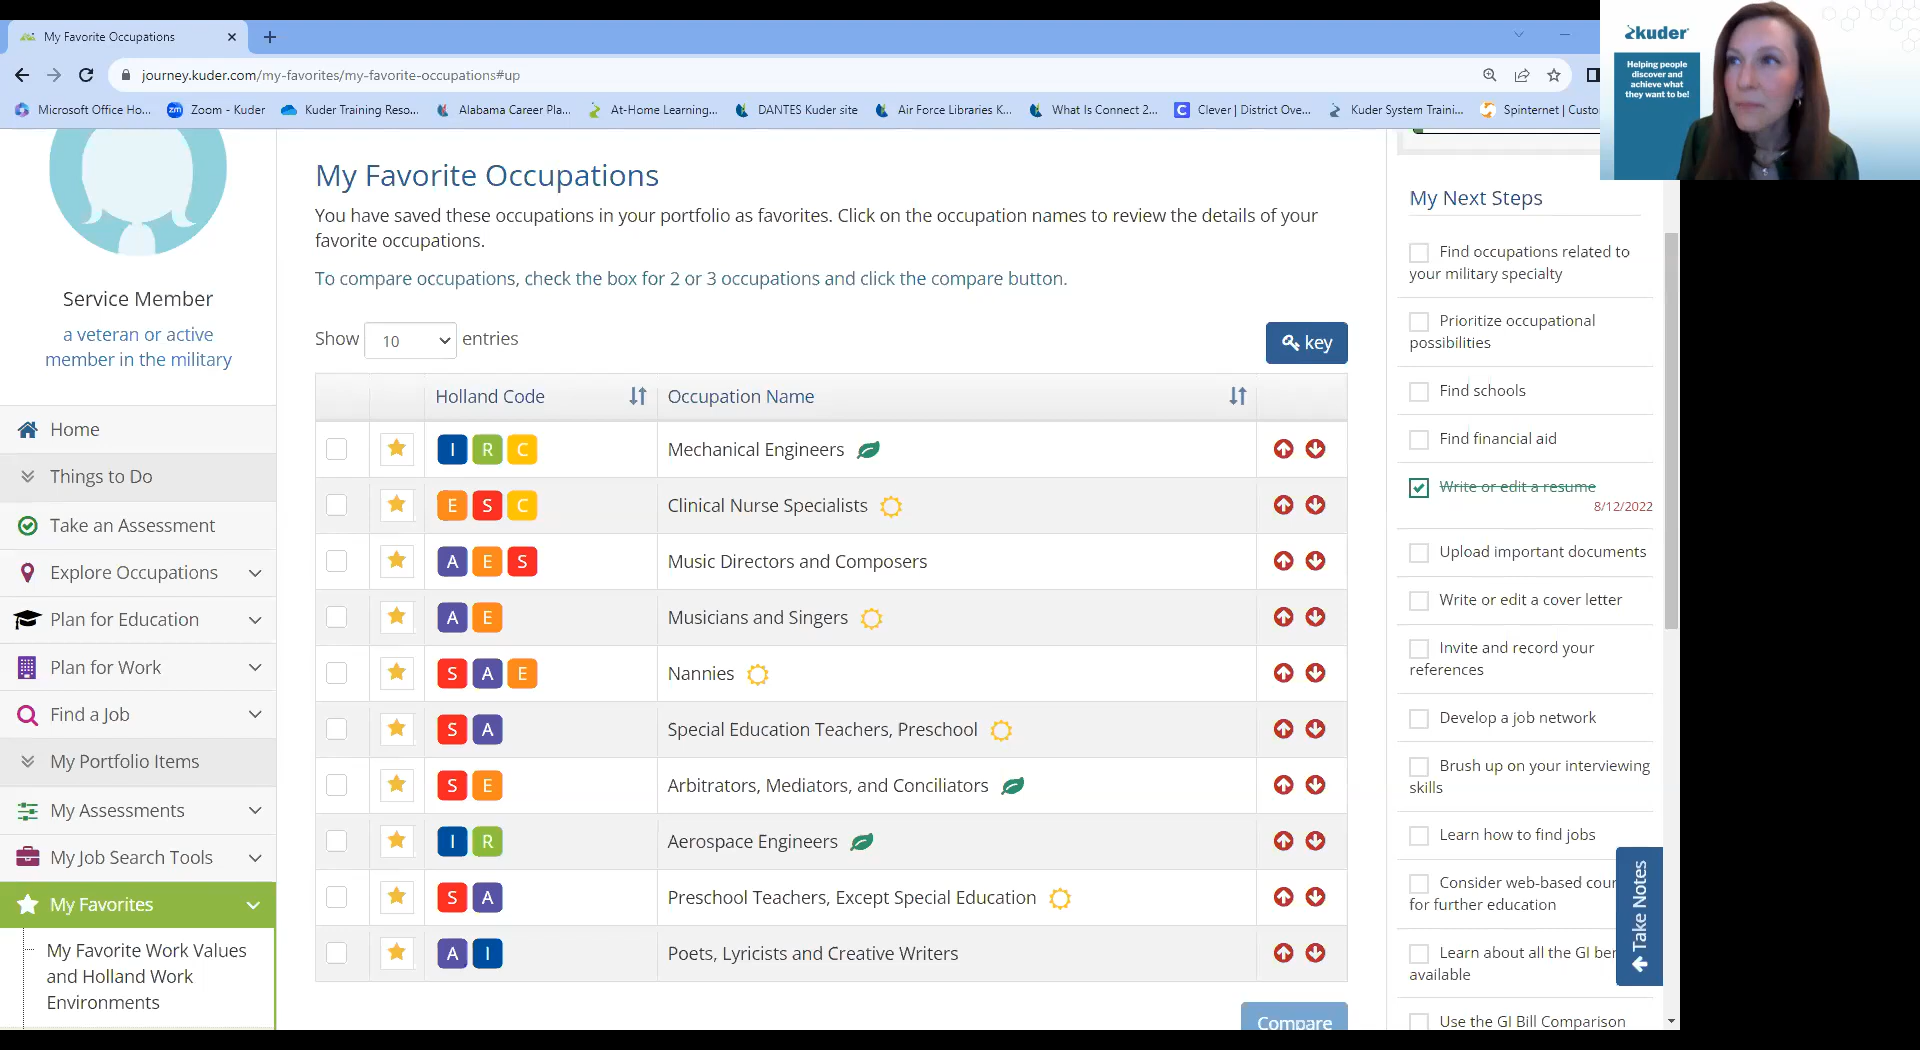 My Favorite Occupations
journey.kuder.com/my-favorites/my-favorite-occupations#up
Microsoft Office Ho...
Zoom - Kuder
Kuder Training Reso...
Alabama Career Pla...
At-Home Learning...
DANTES Kuder site
Air Force Libraries K...
What Is Connect 2...
Clever | District Ove...
Kuder System Traini...
Spinternet | Custo
kuder
Helping people
discover and
achieve what
they want to be!
Service Member
a veteran or active
member in the military
Home
Things to Do
Take an Assessment
Explore Occupations
Plan for Education
Plan for Work
Find a Job
My Portfolio Items
My Assessments
My Job Search Tools
My Favorites
My Favorite Work Values
and Holland Work
Environments
My Favorite Occupations
You have saved these occupations in your portfolio as favorites. Click on the occupation names to review the details of your
favorite occupations.
To compare occupations, check the box for 2 or 3 occupations and click the compare button.
Show 10 entries
key
Holland Code Occupation Name
I R C Mechanical Engineers
E S C Clinical Nurse Specialists
A E S Music Directors and Composers
A E Musicians and Singers
S A E Nannies
S A Special Education Teachers, Preschool
S E Arbitrators, Mediators, and Conciliators
I R Aerospace Engineers
S A Preschool Teachers, Except Special Education
A I Poets, Lyricists and Creative Writers
Compare
My Next Steps
Find occupations related to
your military specialty
Prioritize occupational
possibilities
Find schools
Find financial aid
Write or edit a resume
8/12/2022
Upload important documents
Write or edit a cover letter
Invite and record your
references
Develop a job network
Brush up on your interviewing
skills
Learn how to find jobs
Consider web-based cour
for further education
Learn about all the GI ben
available
Use the GI Bill Comparison
Take Notes